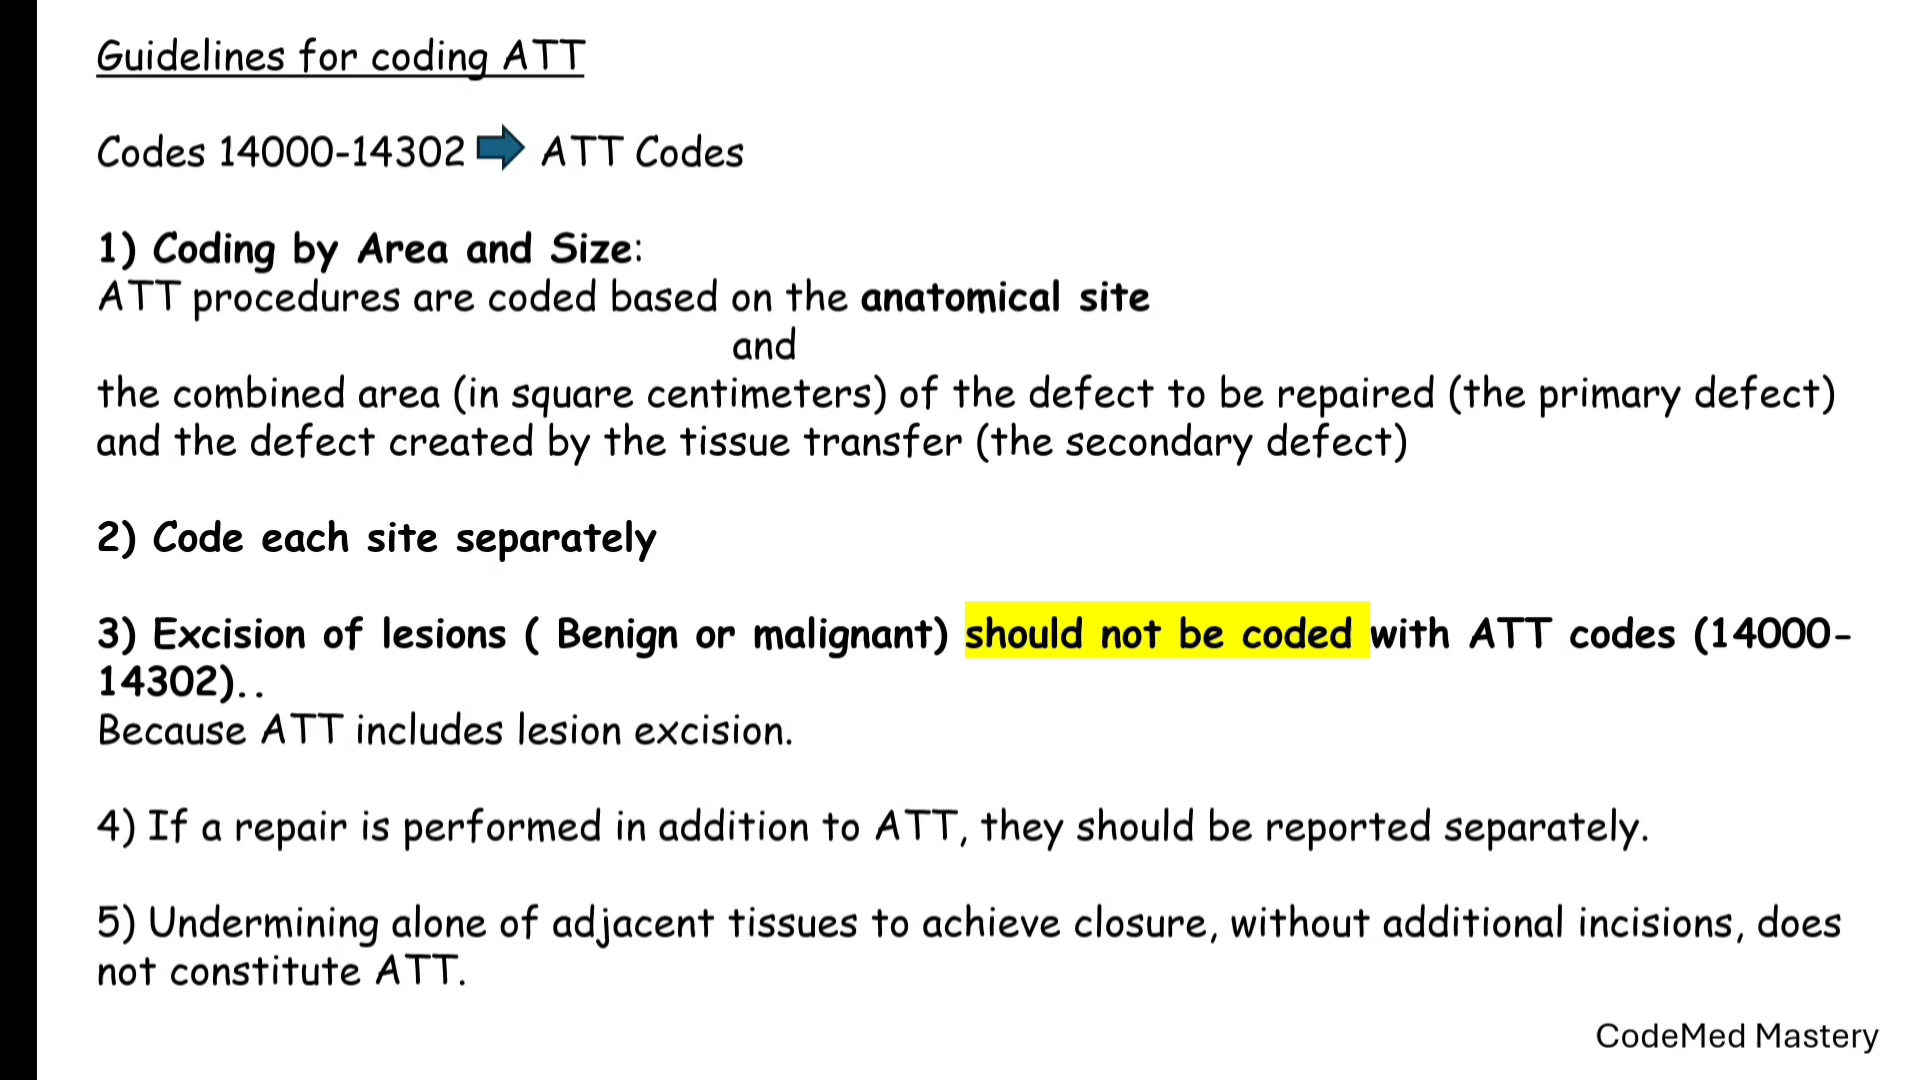 Guidelines for coding ATT
Codes 14000-14302 ATT Codes
1) Coding by Area and Size:
ATT procedures are coded based on the anatomical site
and
the combined area (in square centimeters) of the defect to be repaired (the primary defect)
and the defect created by the tissue transfer (the secondary defect)
2) Code each site separately
3) Excision of lesions ( Benign or malignant) should not be coded with ATT codes (14000-
14302)..
Because ATT includes lesion excision.
4) If a repair is performed in addition to ATT, they should be reported separately.
5) Undermining alone of adjacent tissues to achieve closure, without additional incisions, does
not constitute ATT.
CodeMed Mastery